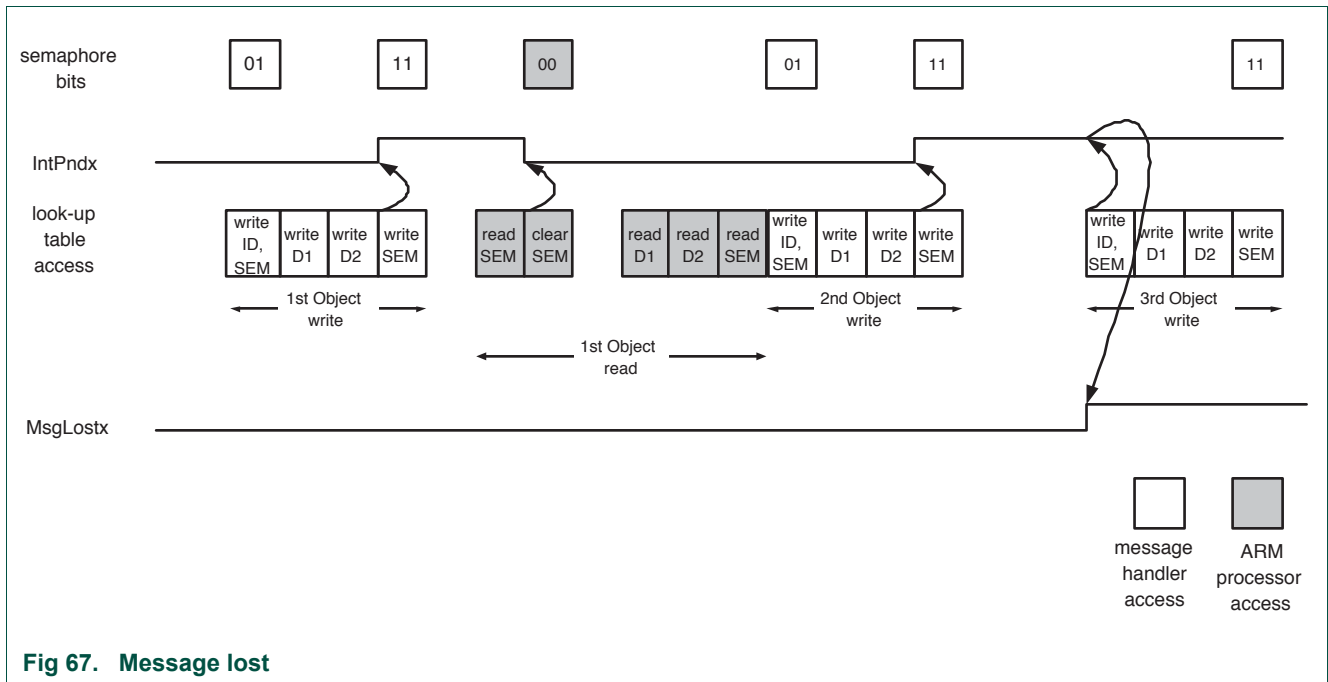 semaphore
bits
01
11
00
01
11
11
IntPndx
look-up
table
access
write
ID,
SEM
write
D1
write
D2
write
SEM
read
SEM
clear
SEM
read
D1
read
D2
read
SEM
write
ID,
SEM
write
D1
write
D2
write
SEM
write
ID,
SEM
write
D1
write
D2
write
SEM
1st Object
write
2nd Object
write
3rd Object
write
1st Object
read
MsgLostx
message
handler
access
ARM
processor
access
Fig 67. Message lost